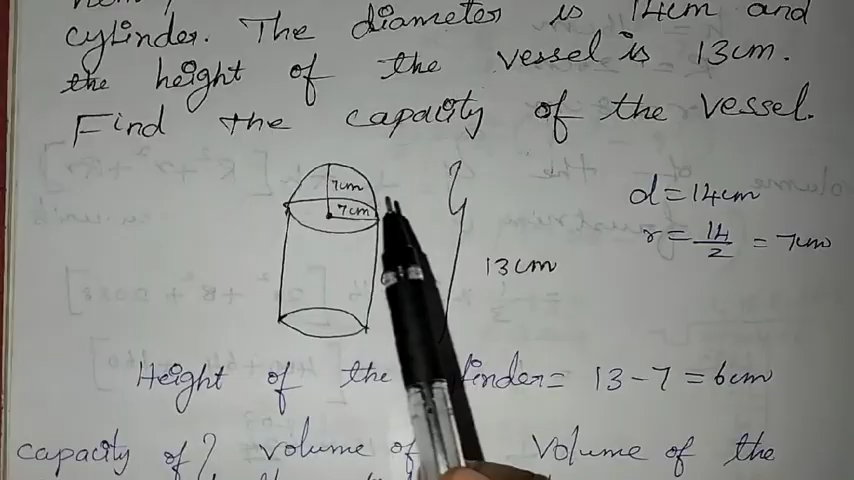 cylinder. The diameter is 14cm and
the height of the vessel is 13cm.
Find the capacity of the vessel.
7cm
7cm
13cm
d = 14cm
r = 14/2 = 7cm
Height of the = 13 - 7 = 6cm
capacity of } volume of volume of the